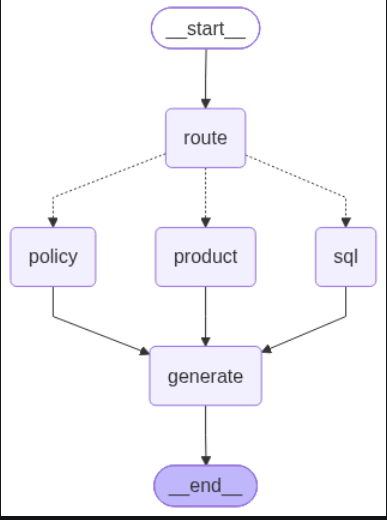 __start__
route
policy
product
sql
generate
__end__